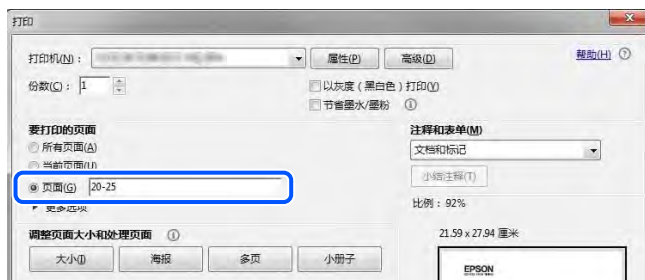 打印
打印机(N)： 属性(P) 高级(D) 帮助(H) ?
份数(C)： 1 以灰度（黑白色）打印(Y)
节省墨水/墨粉 i
要打印的页面 注释和表单(M)
所有页面(A) 文档和标记
当前页面(U)
小结注释(T)
页面(G) 20-25
更多选项 比例：92%
调整页面大小和处理页面 i 21.59 x 27.94 厘米
大小(I) 海报 多页 小册子
EPSON